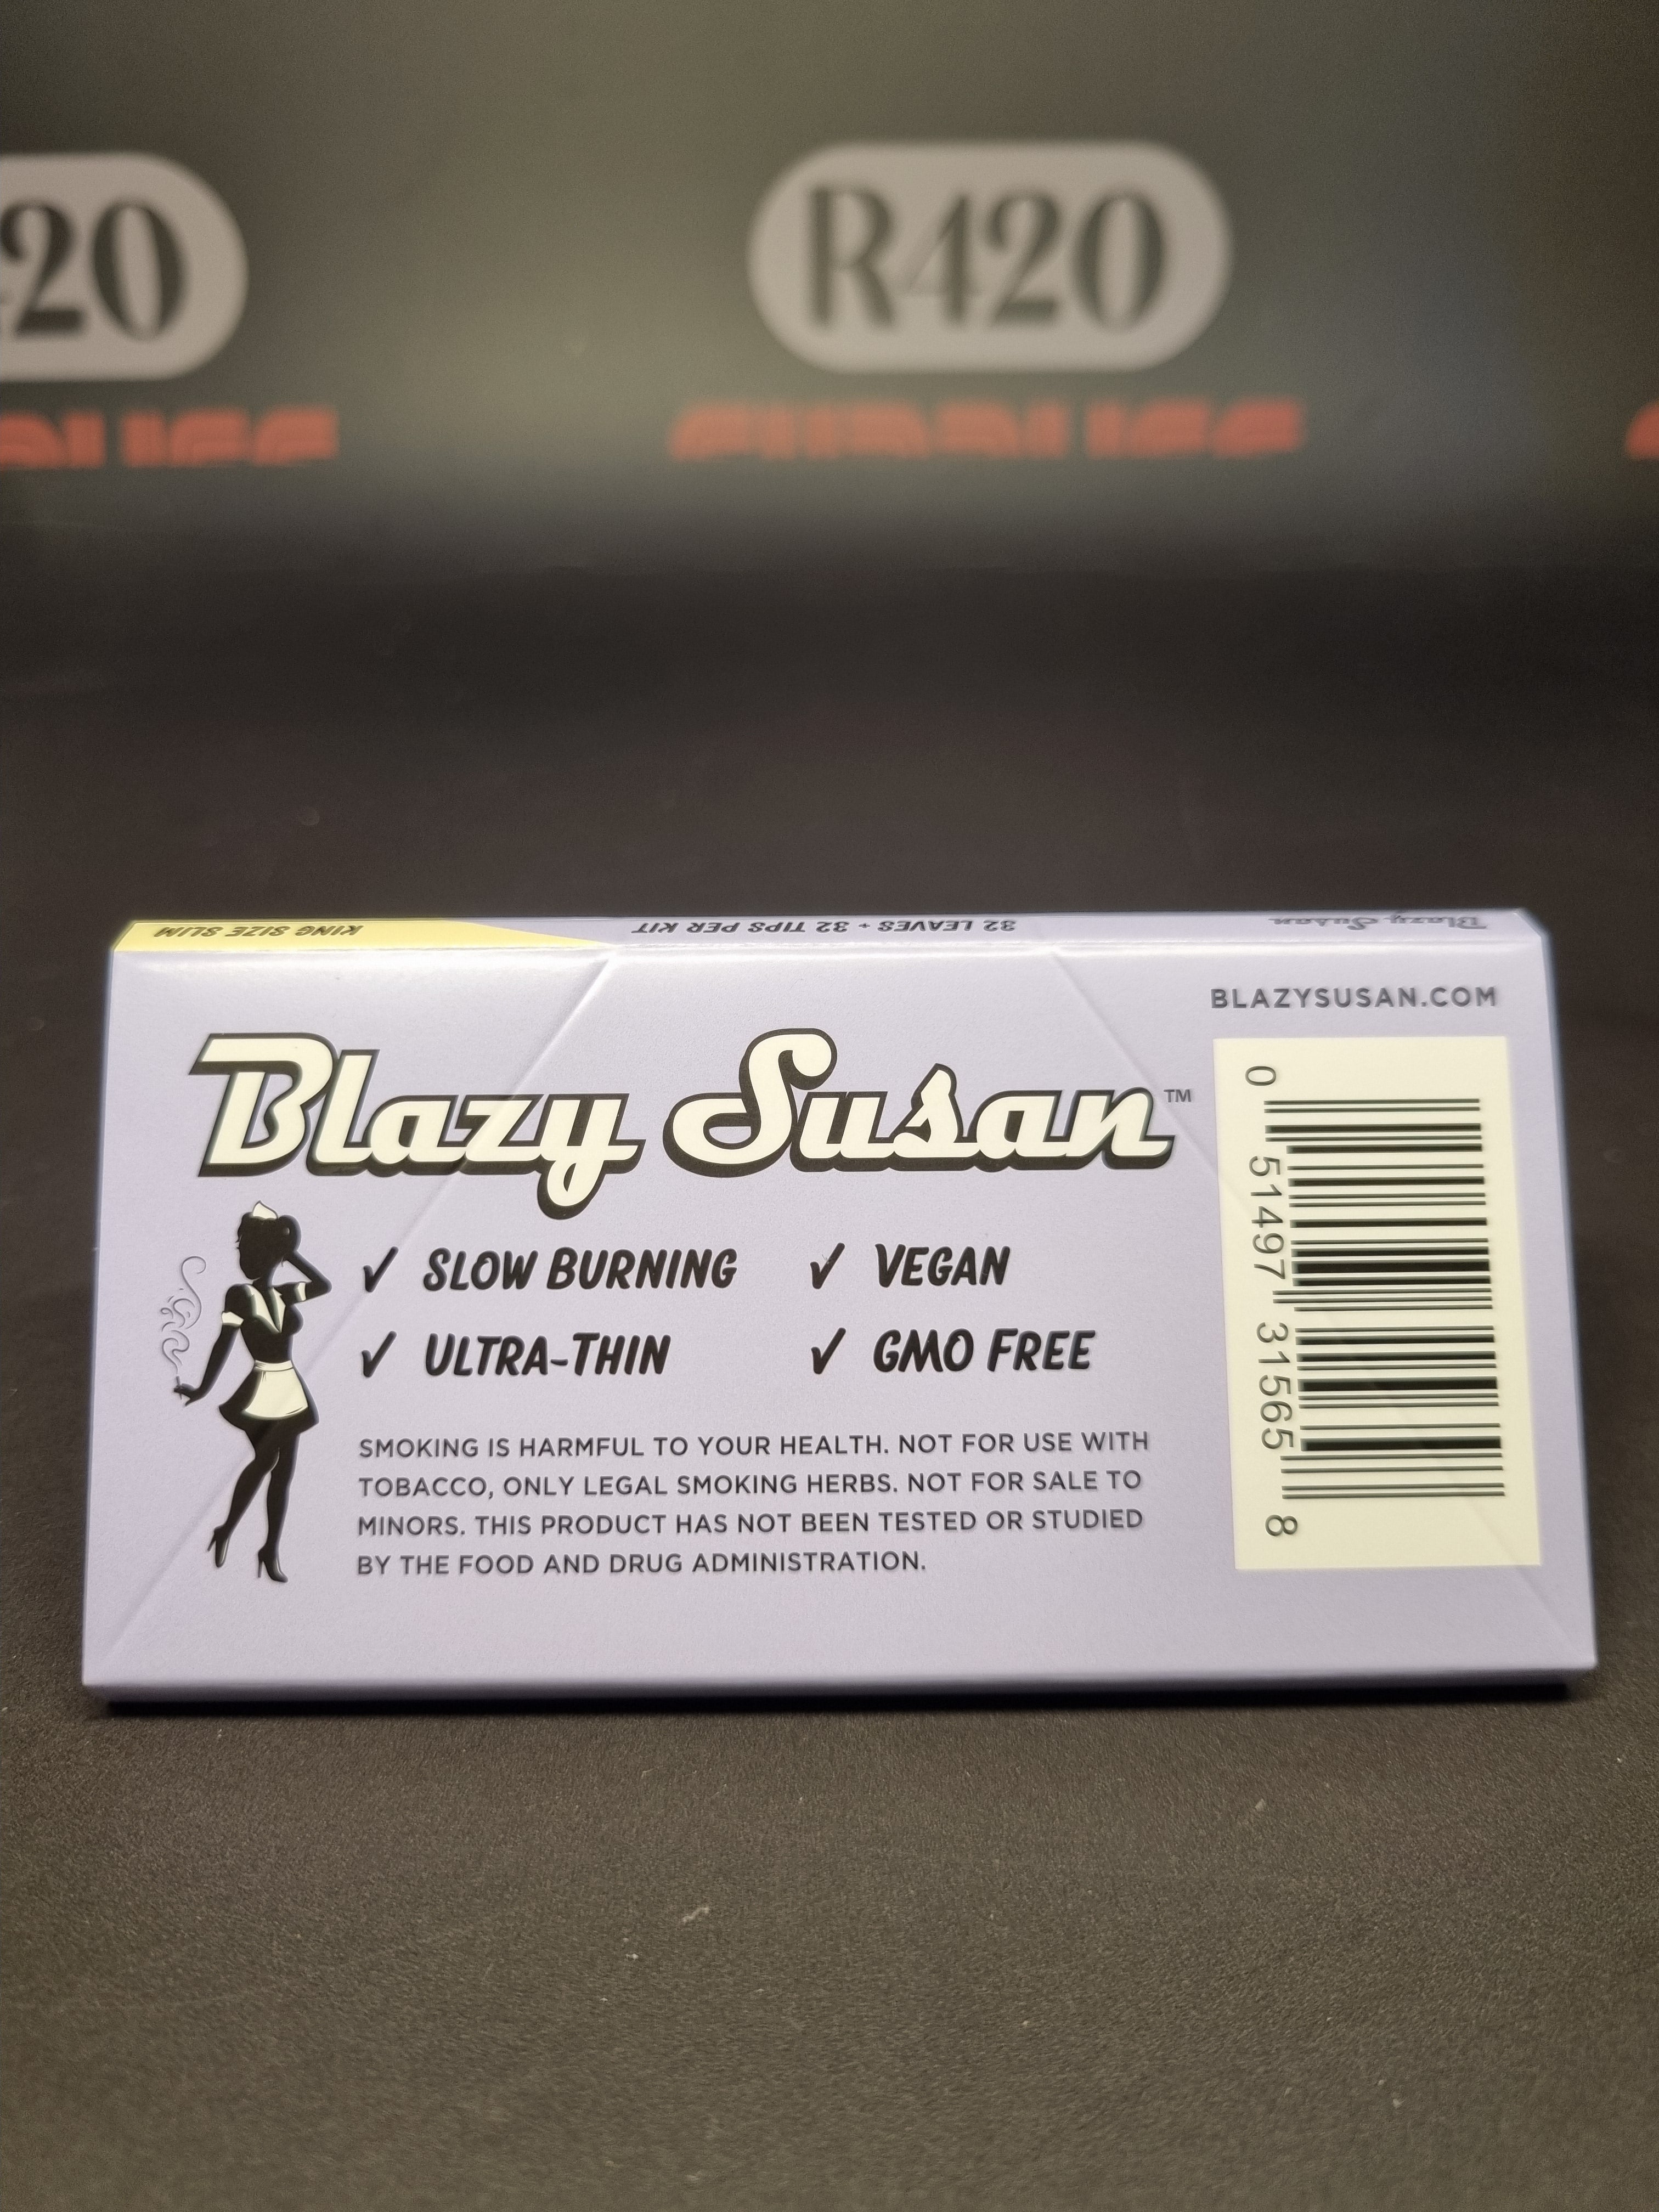 20
R420
KING SIZE SLIM
32 LEAVES + 32 TIPS PER KIT
Blazy Susan
BLAZYSUSAN.COM
Blazy Susan™
✓ SLOW BURNING
✓ VEGAN
✓ ULTRA-THIN
✓ GMO FREE
SMOKING IS HARMFUL TO YOUR HEALTH. NOT FOR USE WITH
TOBACCO, ONLY LEGAL SMOKING HERBS. NOT FOR SALE TO
MINORS. THIS PRODUCT HAS NOT BEEN TESTED OR STUDIED
BY THE FOOD AND DRUG ADMINISTRATION.
0 51497 31565 8